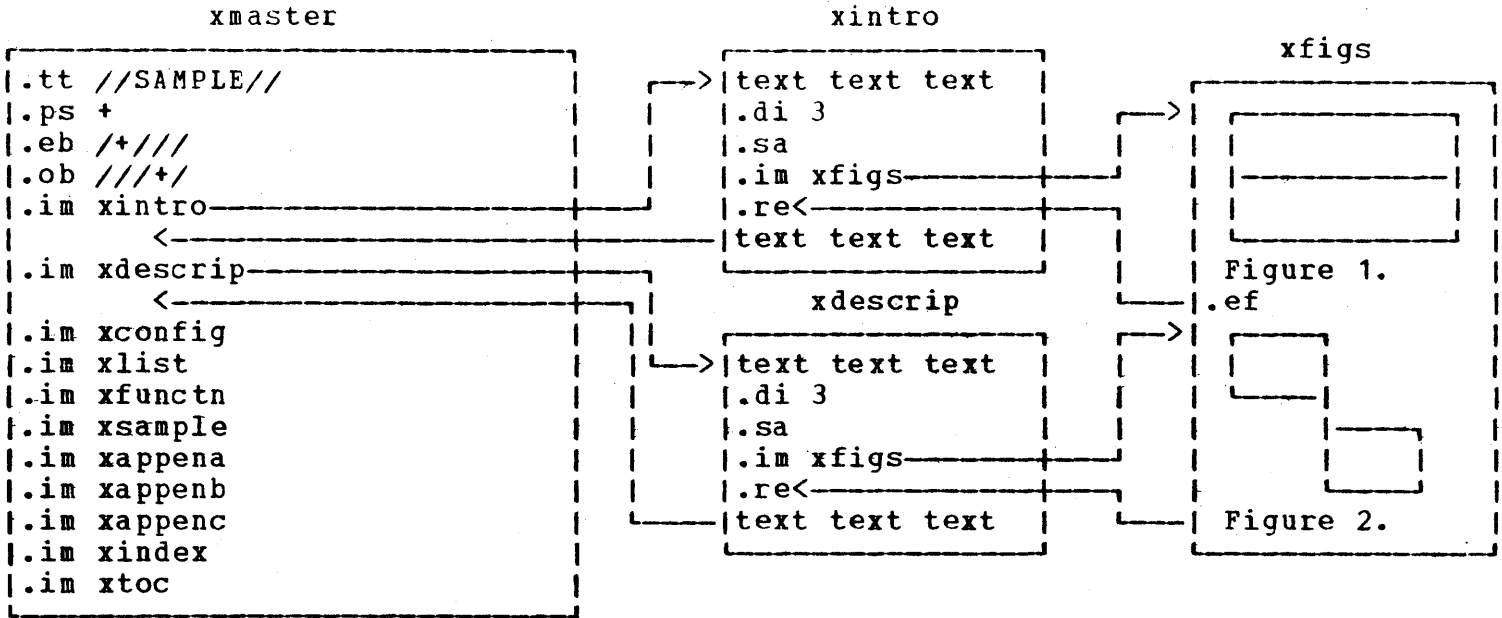 xmaster
.tt //SAMPLE//
.ps +
.eb /+///
.ob ///+/
.im xintro
.im xdescrip
.im xconfig
.im xlist
.im xfunctn
.im xsample
.im xappena
.im xappenb
.im xappenc
.im xindex
.im xtoc
xintro
text text text
.di 3
.sa
.im xfigs
.re
text text text
xdescrip
text text text
.di 3
.sa
.im xfigs
.re
text text text
xfigs
Figure 1.
.ef
Figure 2.